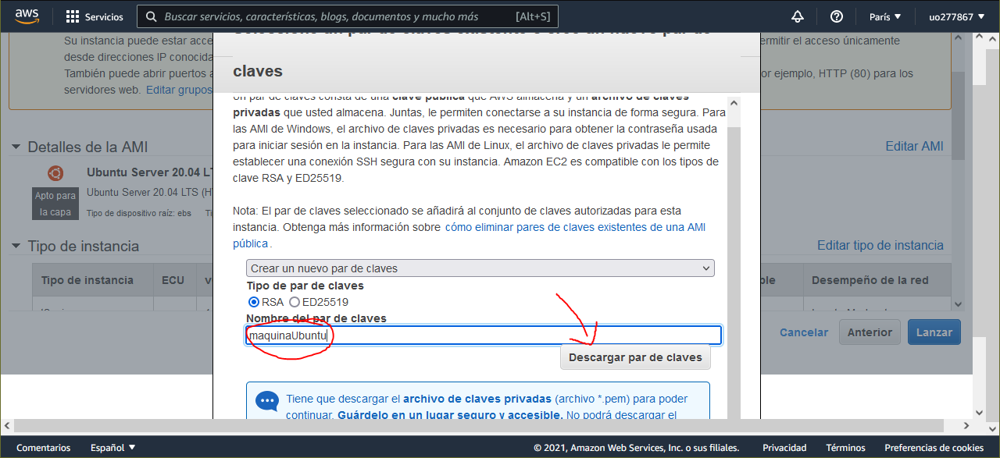 aws
Servicios
Buscar servicios, características, blogs, documentos y mucho más
[Alt+S]
París
uo277867
Su instancia puede estar acce
desde direcciones IP conocida
También puede abrir puertos a
servidores web. Editar grupos
ermitir el acceso únicamente
or ejemplo, HTTP (80) para los
Detalles de la AMI
Editar AMI
Ubuntu Server 20.04 LT
Apto para
la capa
Ubuntu Server 20.04 LTS (H
Tipo de dispositivo raíz: ebs
Tipo de instancia
Editar tipo de instancia
Tipo de instancia
ECU
ble
Desempeño de la red
Seleccione un par de claves existente o cree un nuevo par de
claves
Un par de claves consta de una clave pública que AWS almacena y un archivo de claves
privadas que usted almacena. Juntas, le permiten conectarse a su instancia de forma segura. Para
las AMI de Windows, el archivo de claves privadas es necesario para obtener la contraseña usada
para iniciar sesión en la instancia. Para las AMI de Linux, el archivo de claves privadas le permite
establecer una conexión SSH segura con su instancia. Amazon EC2 es compatible con los tipos de
clave RSA y ED25519.
Nota: El par de claves seleccionado se añadirá al conjunto de claves autorizadas para esta
instancia. Obtenga más información sobre cómo eliminar pares de claves existentes de una AMI
pública .
Crear un nuevo par de claves
Tipo de par de claves
RSA
ED25519
Nombre del par de claves
maquinaUbuntu
Descargar par de claves
Tiene que descargar el archivo de claves privadas (archivo *.pem) para poder
continuar. Guárdelo en un lugar seguro y accesible. No podrá descargar el
Cancelar
Anterior
Lanzar
Comentarios
Español
© 2021, Amazon Web Services, Inc. o sus filiales.
Privacidad
Términos
Preferencias de cookies